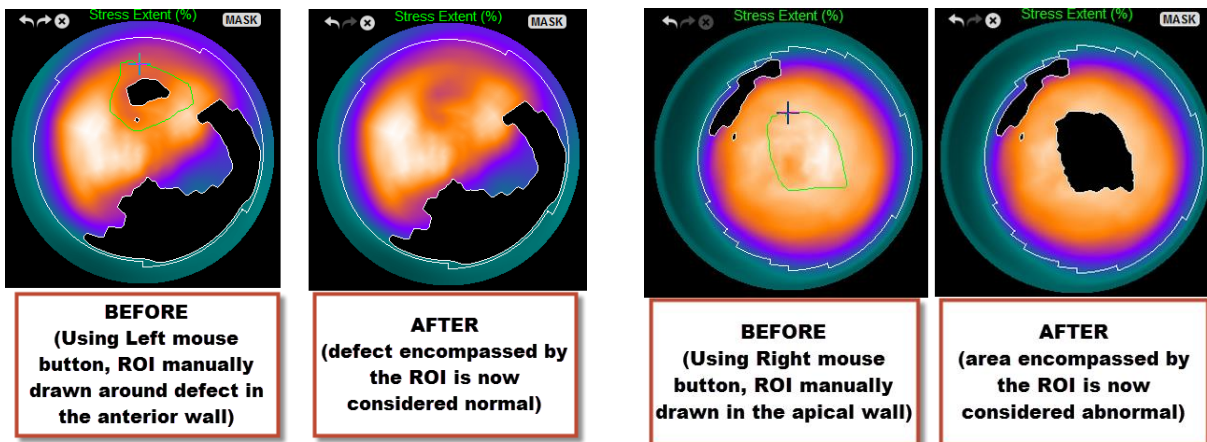 Stress Extent (%)
MASK
Stress Extent (%)
MASK
Stress Extent (%)
MASK
Stress Extent (%)
MASK
BEFORE
(Using Left mouse
button, ROI manually
drawn around defect in
the anterior wall)
AFTER
(defect encompassed by
the ROI is now
considered normal)
BEFORE
(Using Right mouse
button, ROI manually
drawn in the apical wall)
AFTER
(area encompassed by
the ROI is now
considered abnormal)